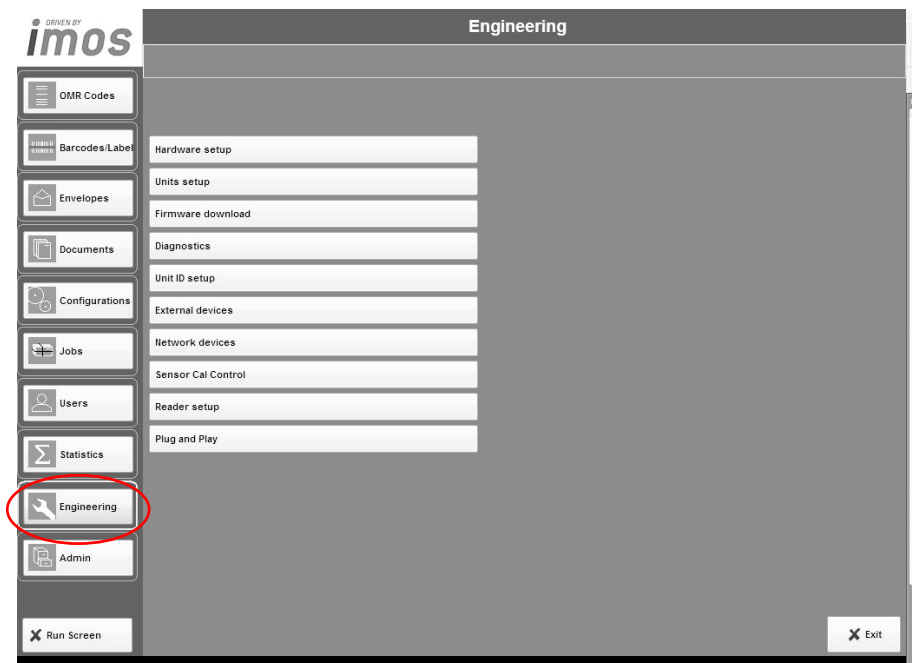 DRIVEN BY
imos
Engineering
OMR Codes
Barcodes/Label
Envelopes
Documents
Configurations
Jobs
Users
Statistics
Engineering
Admin
Run Screen
Hardware setup
Units setup
Firmware download
Diagnostics
Unit ID setup
External devices
Network devices
Sensor Cal Control
Reader setup
Plug and Play
Exit